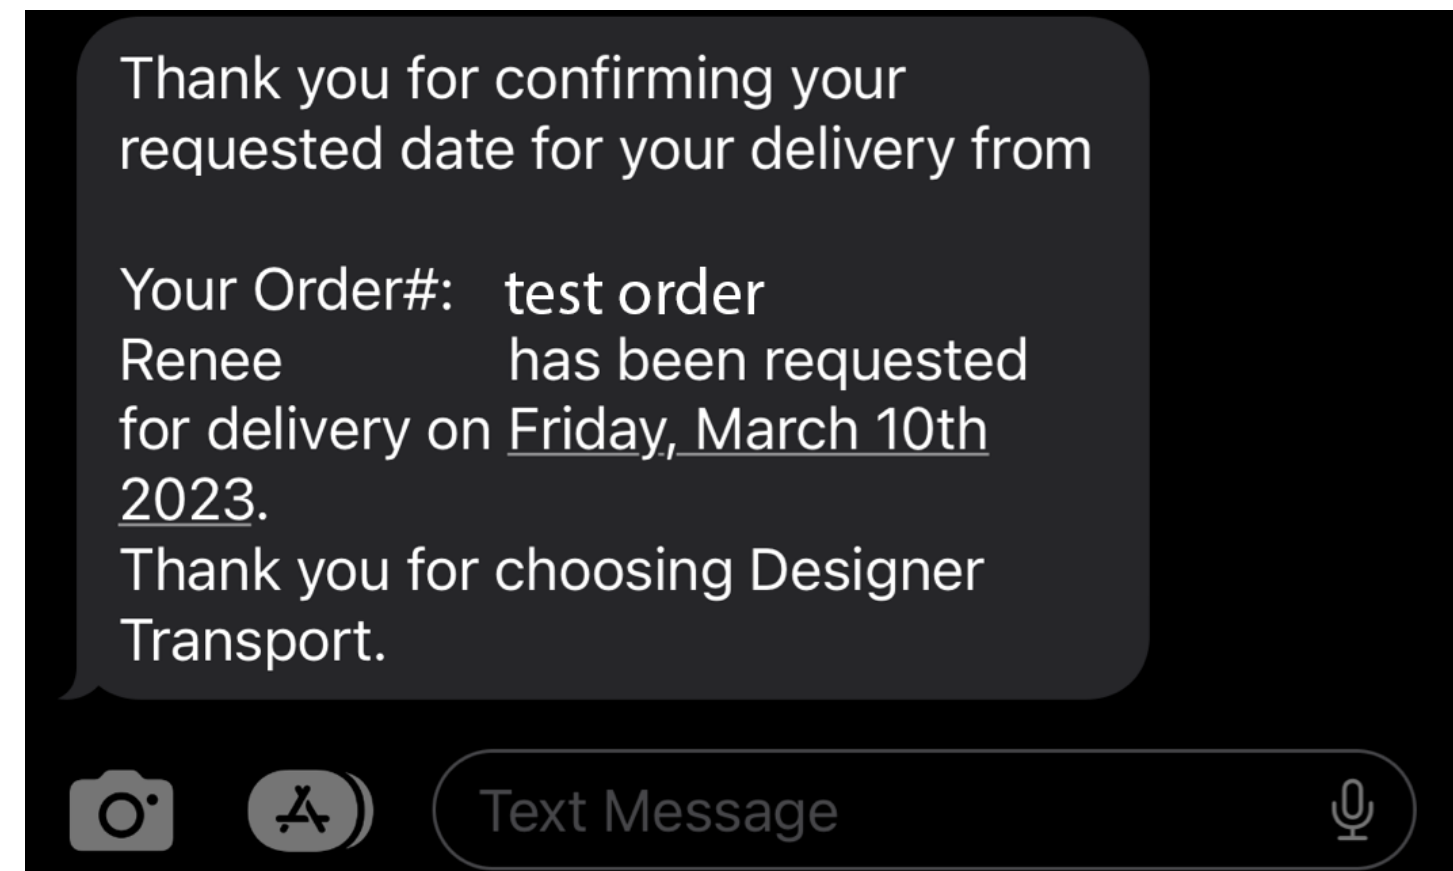 Thank you for confirming your
requested date for your delivery from
Your Order#: test order
Renee has been requested
for delivery on Friday, March 10th
2023.
Thank you for choosing Designer
Transport.
Text Message